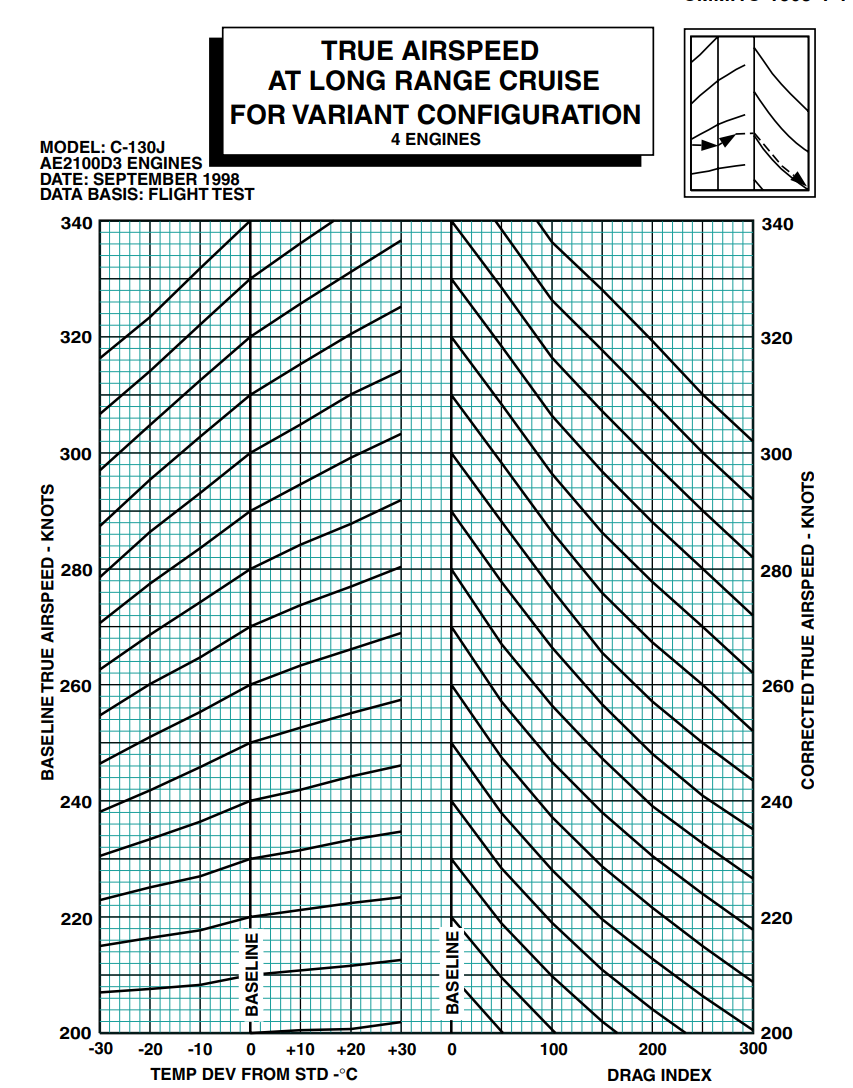 TRUE AIRSPEED
AT LONG RANGE CRUISE
FOR VARIANT CONFIGURATION
4 ENGINES
MODEL: C-130J
AE2100D3 ENGINES
DATE: SEPTEMBER 1998
DATA BASIS: FLIGHT TEST
340
320
300
280
260
240
220
200
BASELINE TRUE AIRSPEED - KNOTS
BASELINE
BASELINE
340
320
300
280
260
240
220
200
CORRECTED TRUE AIRSPEED - KNOTS
-30 -20 -10 0 +10 +20 +30 0 100 200 300
TEMP DEV FROM STD -°C DRAG INDEX